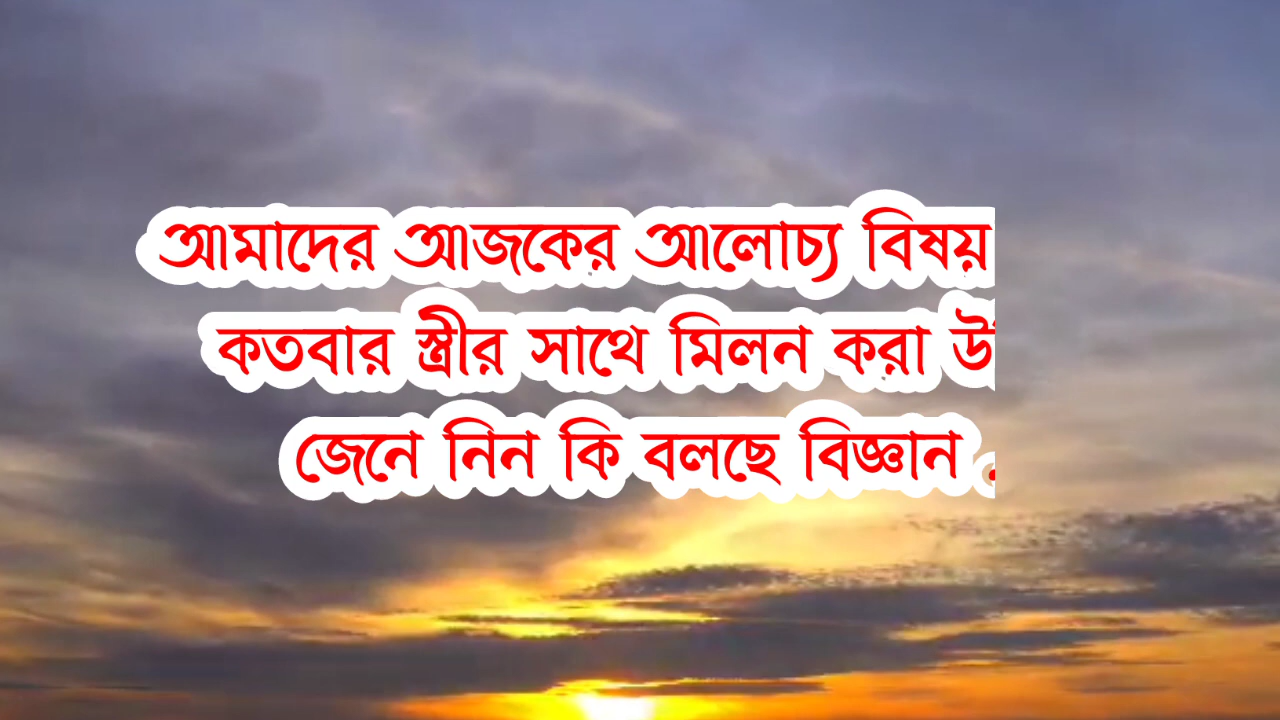 আমাদের আজকের আলোচ্য বিষয়
কতবার স্ত্রীর সাথে মিলন করা
জেনে নিন কি বলছে বিজ্ঞান .